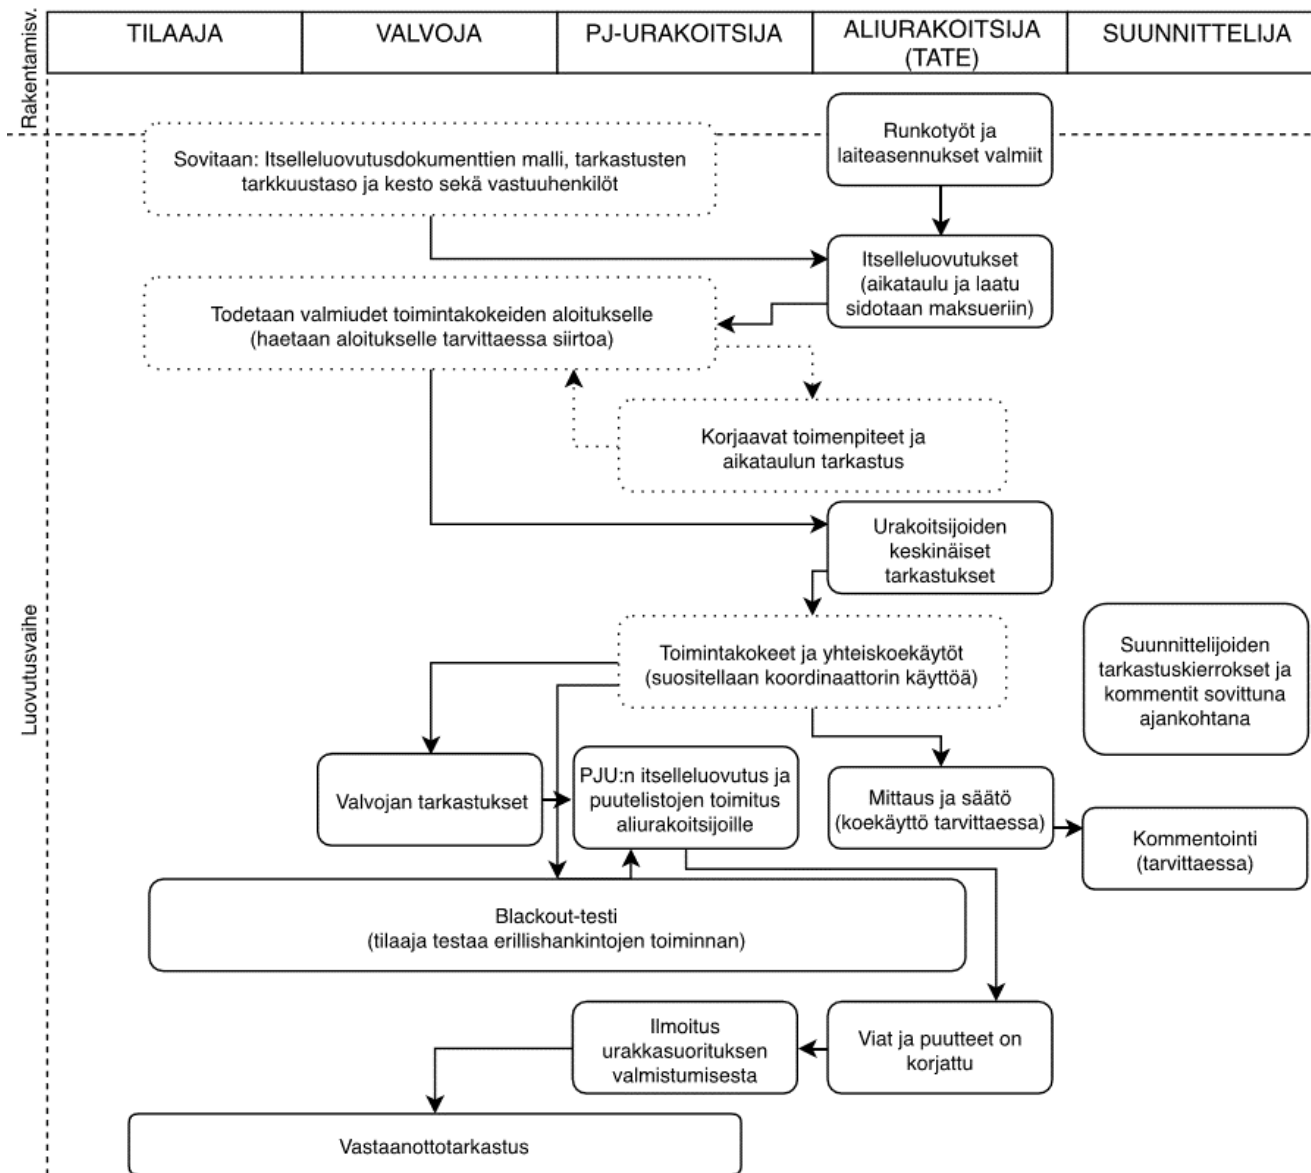 TILAAJA
VALVOJA
PJ-URAKOITSIJA
ALIURAKOITSIJA
(TATE)
SUUNNITTELIJA
Rakentamisv.
Runkotyöt ja
laiteasennukset valmiit
Sovitaan: Itselleluovutusdokumenttien malli, tarkastusten
tarkkuustaso ja kesto sekä vastuuhenkilöt
Itselleluovutukset
(aikataulu ja laatu
sidotaan maksueriin)
Todetaan valmiudet toimintakokeiden aloitukselle
(haetaan aloitukselle tarvittaessa siirtoa)
Korjaavat toimenpiteet ja
aikataulun tarkastus
Urakoitsijoiden
keskinäiset
tarkastukset
Luovutusvaihe
Toimintakokeet ja yhteiskoekäytöt
(suositellaan koordinaattorin käyttöä)
Suunnittelijoiden
tarkastuskierrokset ja
kommentit sovittuna
ajankohtana
Valvojan tarkastukset
PJU:n itselleluovutus ja
puutelistojen toimitus
aliurakoitsijoille
Mittaus ja säätö
(koekäyttö tarvittaessa)
Kommentointi
(tarvittaessa)
Blackout-testi
(tilaaja testaa erillishankintojen toiminnan)
Ilmoitus
urakkasuorituksen
valmistumisesta
Viat ja puutteet on
korjattu
Vastaanottotarkastus